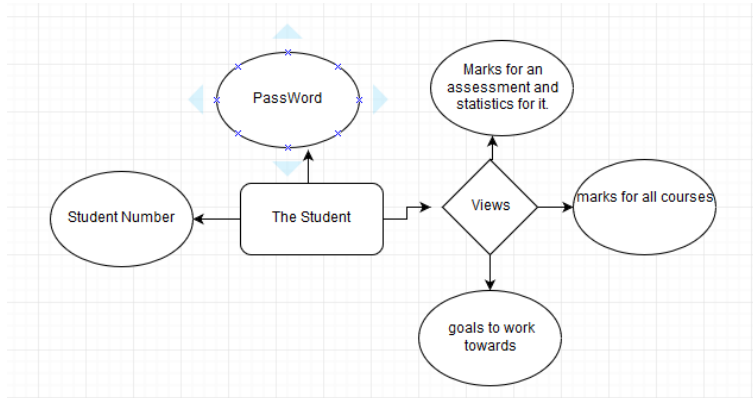 PassWord
Marks for an
assessment and
statistics for it.
Student Number
The Student
Views
marks for all courses
goals to work
towards